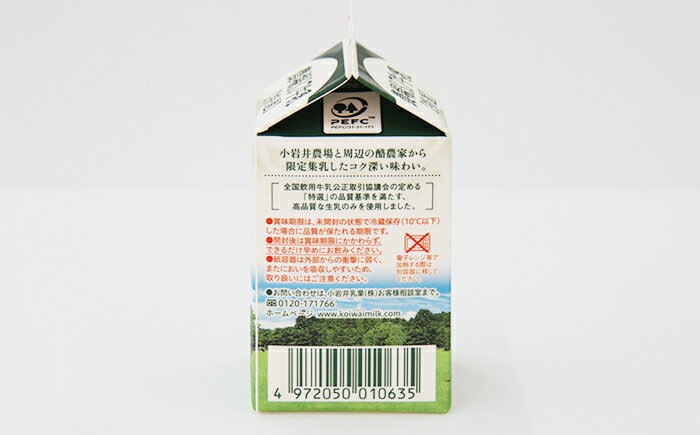 PEFC™
PEFC/31-31-171
小岩井農場と周辺の酪農家から
限定集乳したコク深い味わい。
全国飲用牛乳公正取引協議会の定める
「特選」の品質基準を満たす、
高品質な生乳のみを使用しました。
●賞味期限は、未開封の状態で冷蔵保存(10℃以下)
した場合に品質が保たれる期限です。
●開封後は賞味期限にかかわらず、
できるだけ早めにお飲みください。
●紙容器は外部からの衝撃に弱く、
またにおいを吸収しやすいため、
取り扱いにはご注意ください。
電子レンジ等で
加熱する際は
別容器に移して
ください。
●お問い合わせは、小岩井乳業(株)お客様相談室まで。
0120-171766
ホームページ www.koiwaimilk.com
4 972050 010635